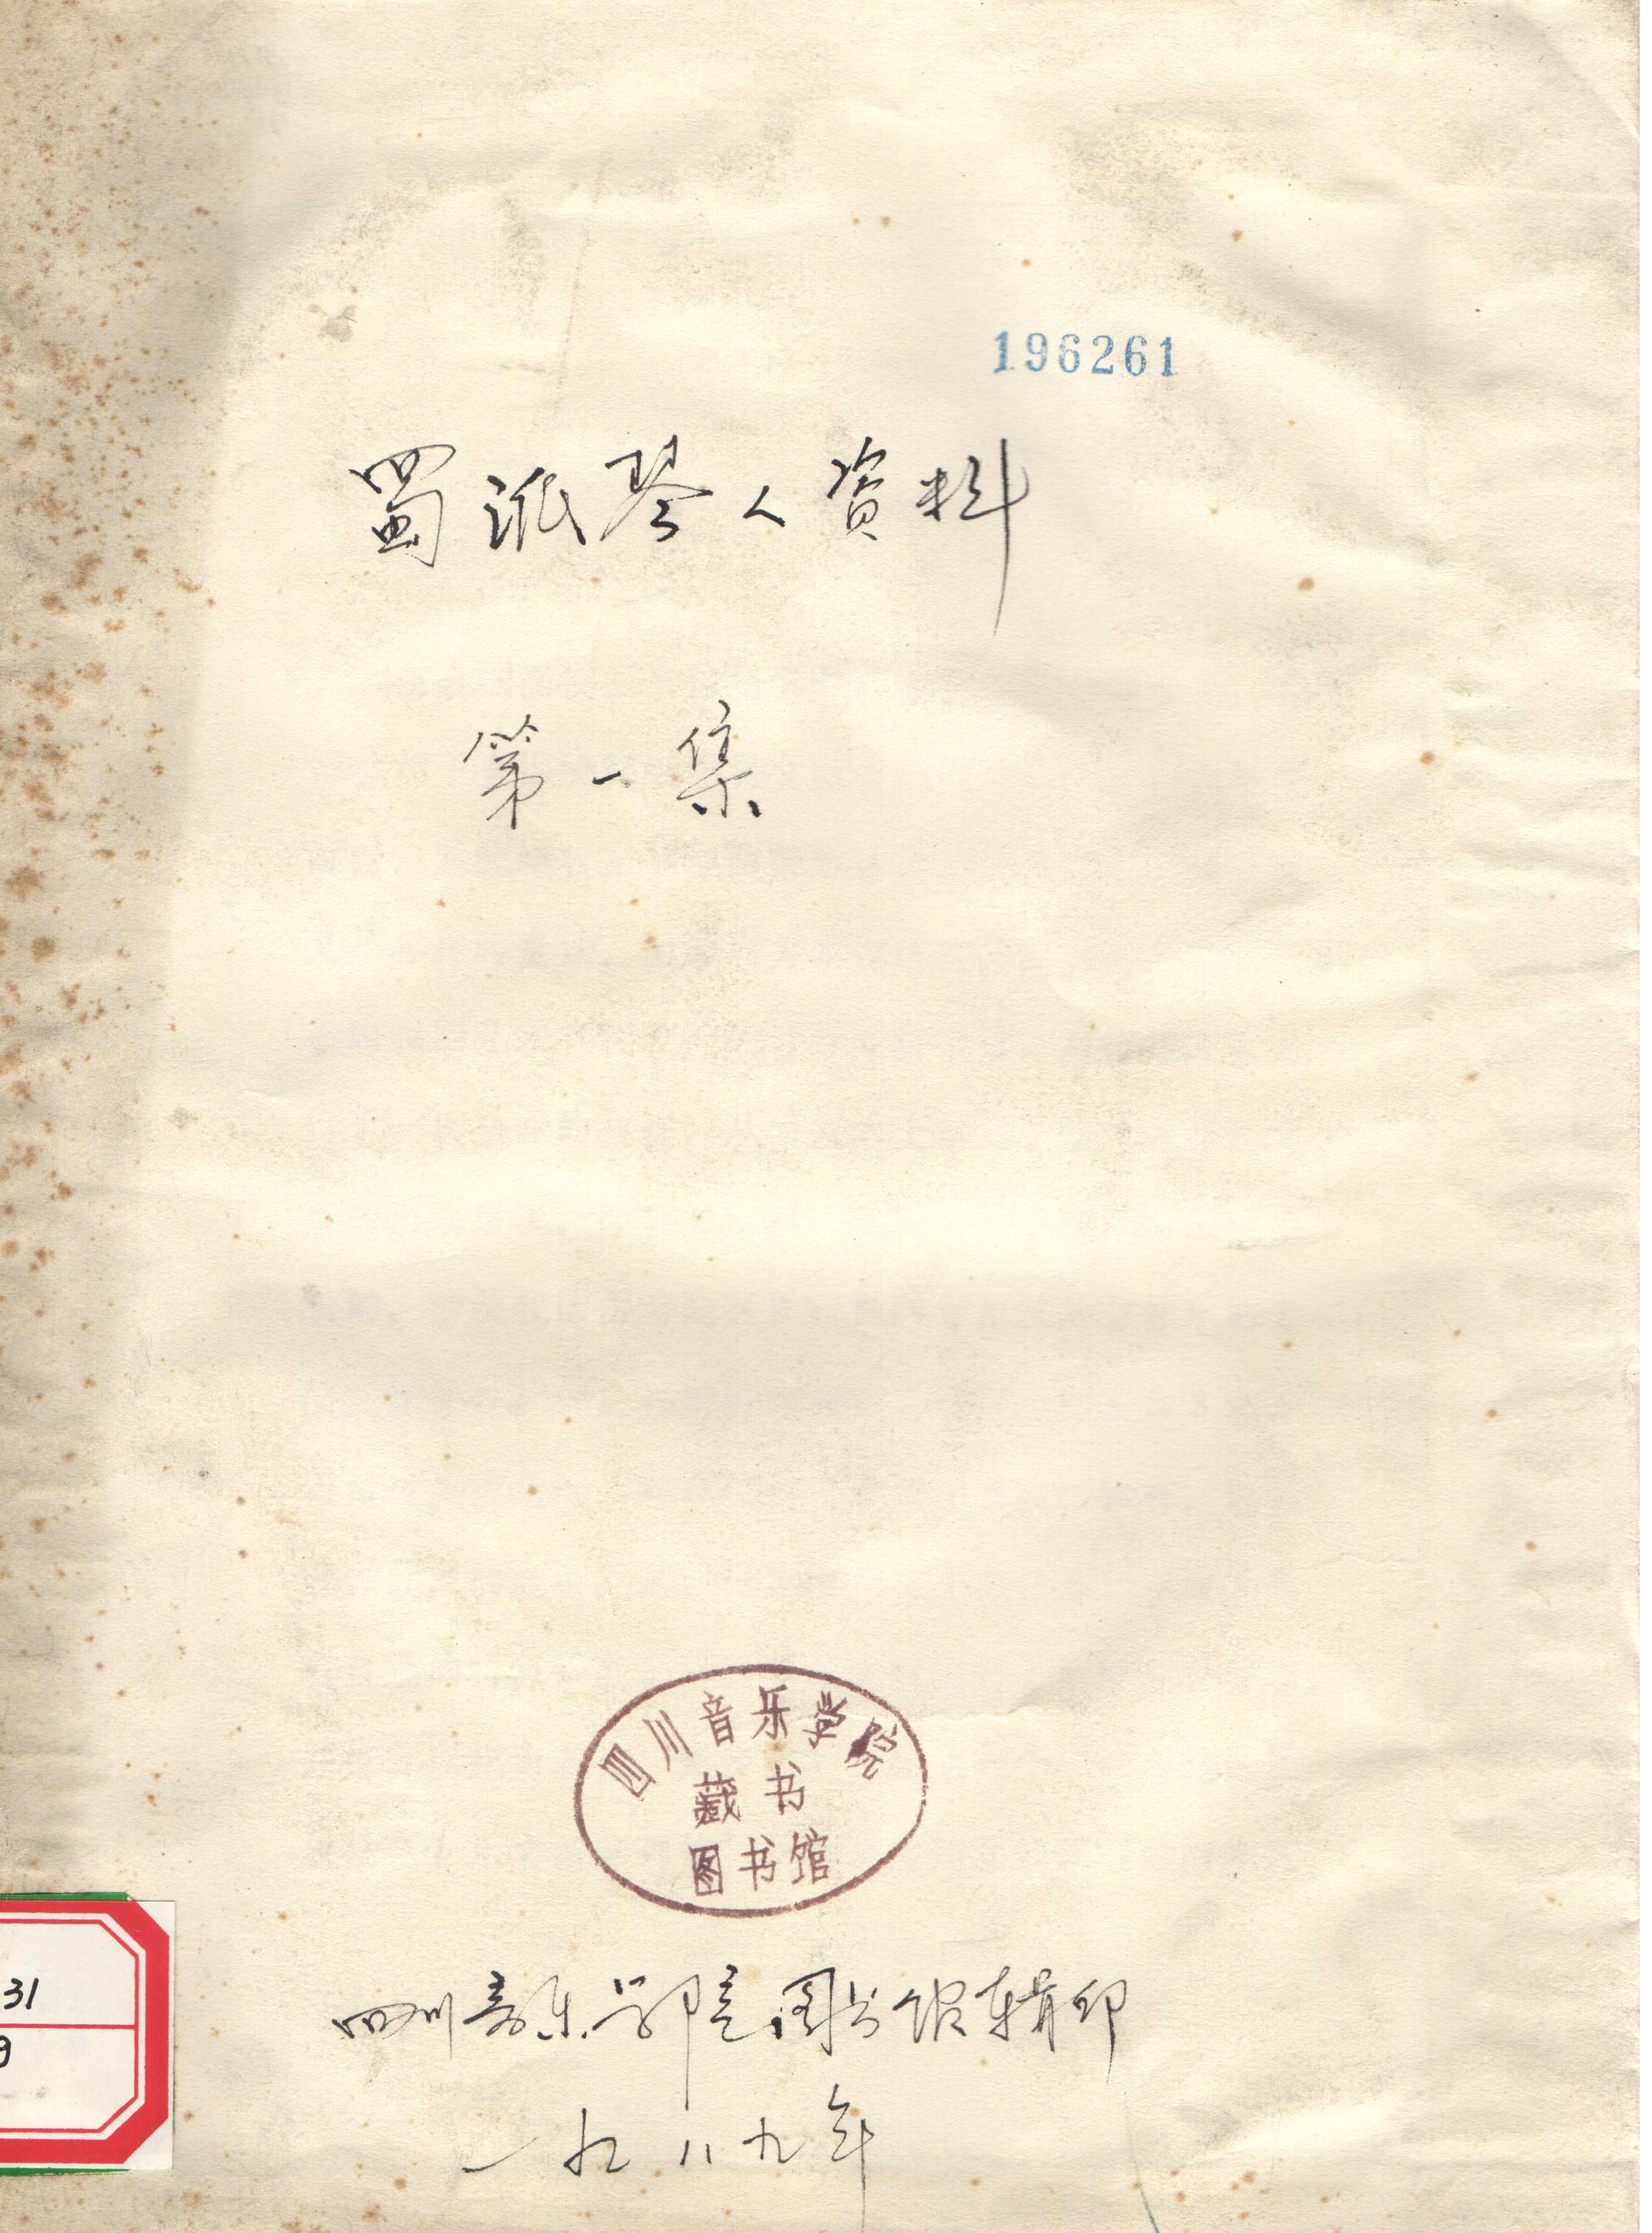 196261
蜀派琴人资料
第一集
四川音乐学院
藏书
图书馆
四川音乐学院图书馆辑印
一九八九年
31
9